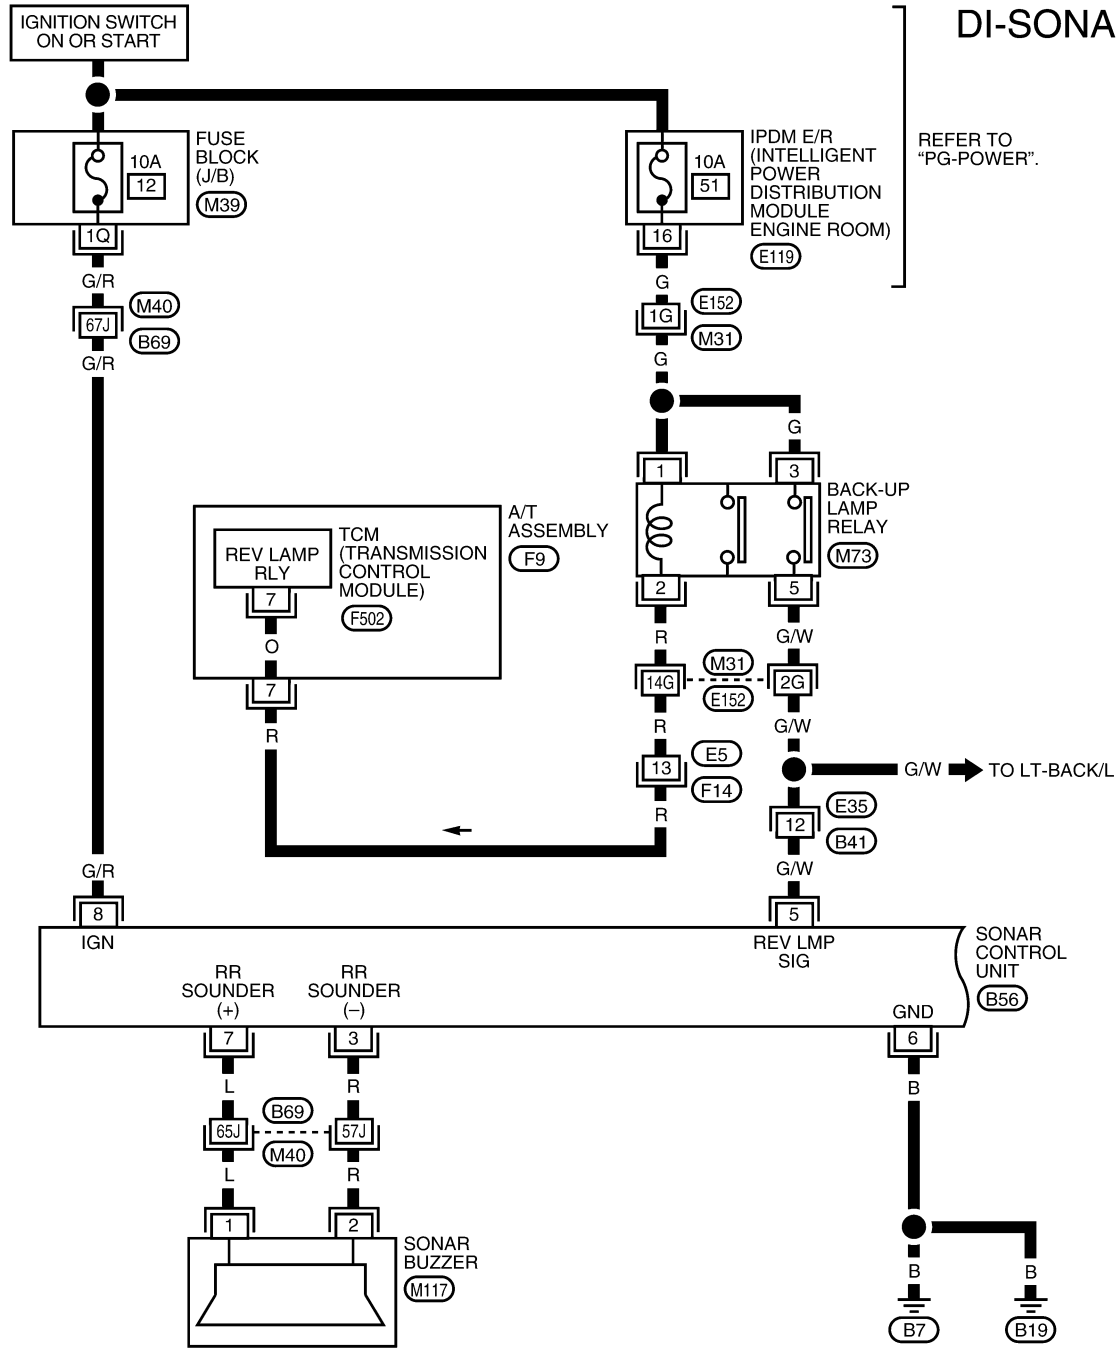 IGNITION SWITCH
ON OR START
DI-SONA
REFER TO
“PG-POWER”.
10A
12
FUSE
BLOCK
(J/B)
M39
10A
51
IPDM E/R
(INTELLIGENT
POWER
DISTRIBUTION
MODULE
ENGINE ROOM)
E119
1Q
16
G/R
G
67J
M40
B69
1G
E152
M31
G/R
G
G
1
3
BACK-UP
LAMP
RELAY
M73
A/T
ASSEMBLY
F9
REV LAMP
RLY
TCM
(TRANSMISSION
CONTROL
MODULE)
F502
7
O
7
R
2
5
R
G/W
14G
M31
E152
2G
R
G/W
13
E5
F14
G/W
TO LT-BACK/L
R
12
E35
B41
G/R
G/W
8
5
IGN
REV LMP
SIG
SONAR
CONTROL
UNIT
B56
RR
SOUNDER
(+)
RR
SOUNDER
(–)
GND
7
3
6
L
R
B
65J
B69
M40
57J
L
R
1
2
SONAR
BUZZER
M117
B
B
B7
B19